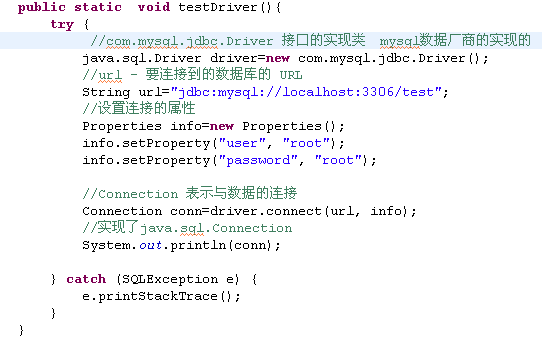 public static  void testDriver(){
    try {
         //com.mysql.jdbc.Driver 接口的实现类  mysql数据厂商的实现的
        java.sql.Driver driver=new com.mysql.jdbc.Driver();
        //url - 要连接到的数据库的 URL
        String url="jdbc:mysql://localhost:3306/test";
        //设置连接的属性
        Properties info=new Properties();
        info.setProperty("user", "root");
        info.setProperty("password", "root");
        //Connection 表示与数据的连接
        Connection conn=driver.connect(url, info);
        //实现了java.sql.Connection
        System.out.println(conn);
    } catch (SQLException e) {
        e.printStackTrace();
    }
}